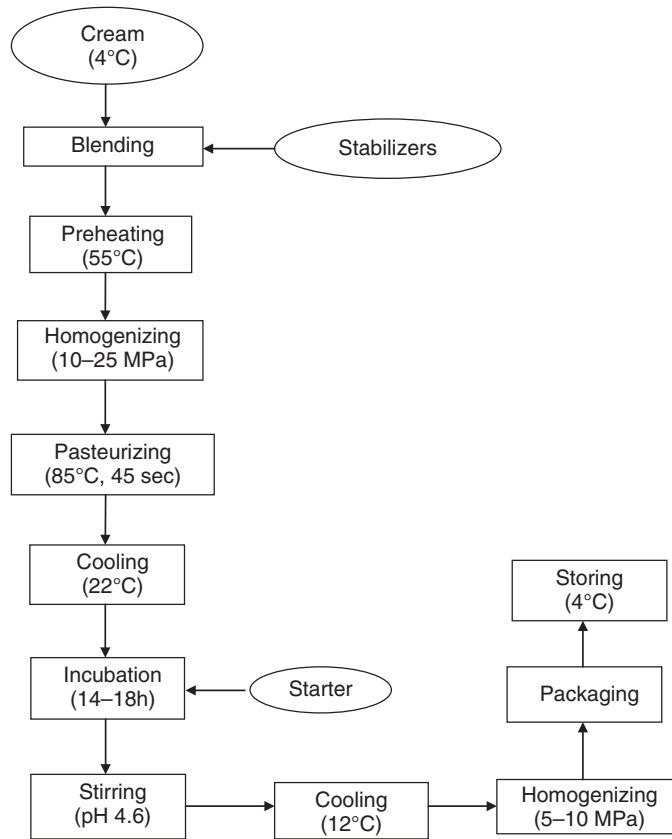 Cream
(4°C)
Blending
Stabilizers
Preheating
(55°C)
Homogenizing
(10–25 MPa)
Pasteurizing
(85°C, 45 sec)
Cooling
(22°C)
Incubation
(14–18h)
Starter
Stirring
(pH 4.6)
Cooling
(12°C)
Homogenizing
(5–10 MPa)
Packaging
Storing
(4°C)